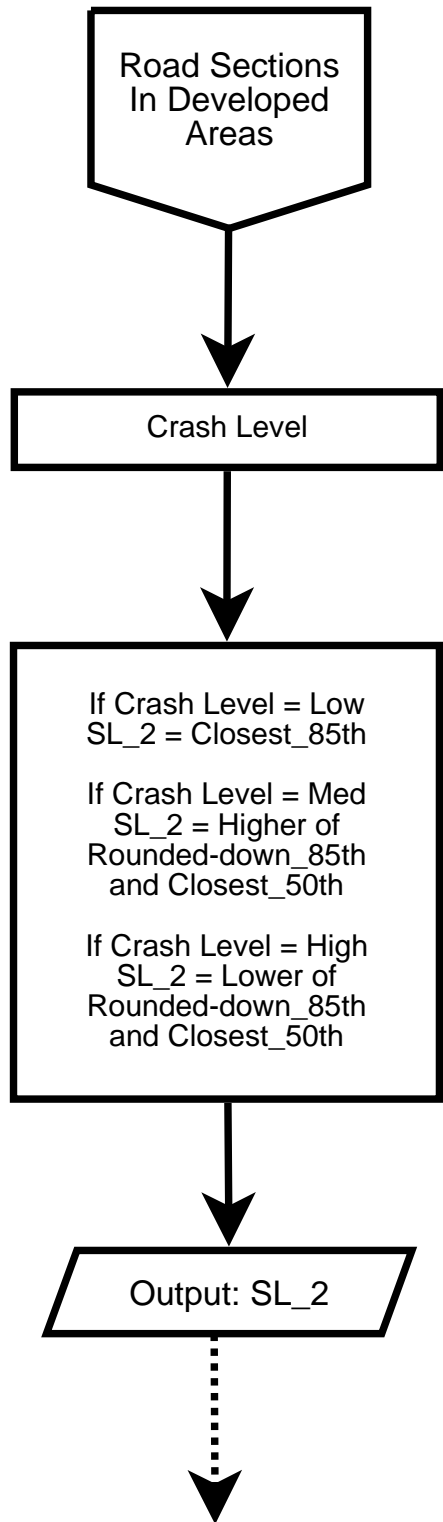 Road Sections
In Developed
Areas
Crash Level
If Crash Level = Low
SL_2 = Closest_85th
If Crash Level = Med
SL_2 = Higher of
Rounded-down_85th
and Closest_50th
If Crash Level = High
SL_2 = Lower of
Rounded-down_85th
and Closest_50th
Output: SL_2